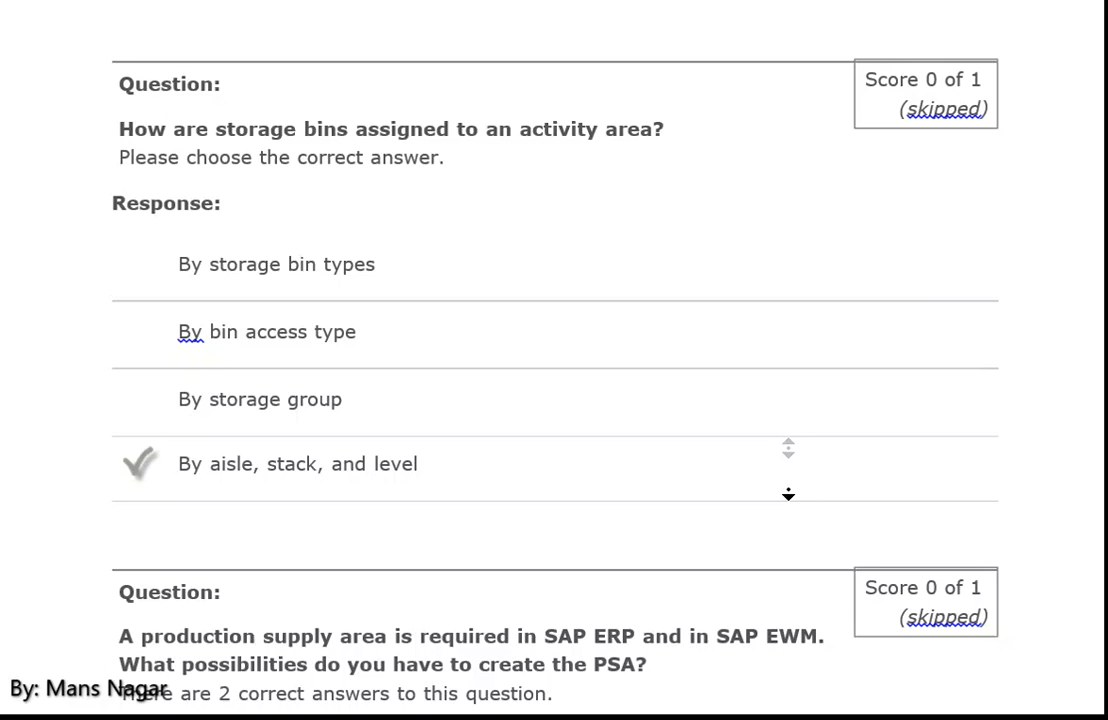 Question:
Score 0 of 1
(skipped)
How are storage bins assigned to an activity area?
Please choose the correct answer.
Response:
By storage bin types
By bin access type
By storage group
By aisle, stack, and level
Question:
Score 0 of 1
(skipped)
A production supply area is required in SAP ERP and in SAP EWM.
What possibilities do you have to create the PSA?
There are 2 correct answers to this question.
By: Mans Nagar